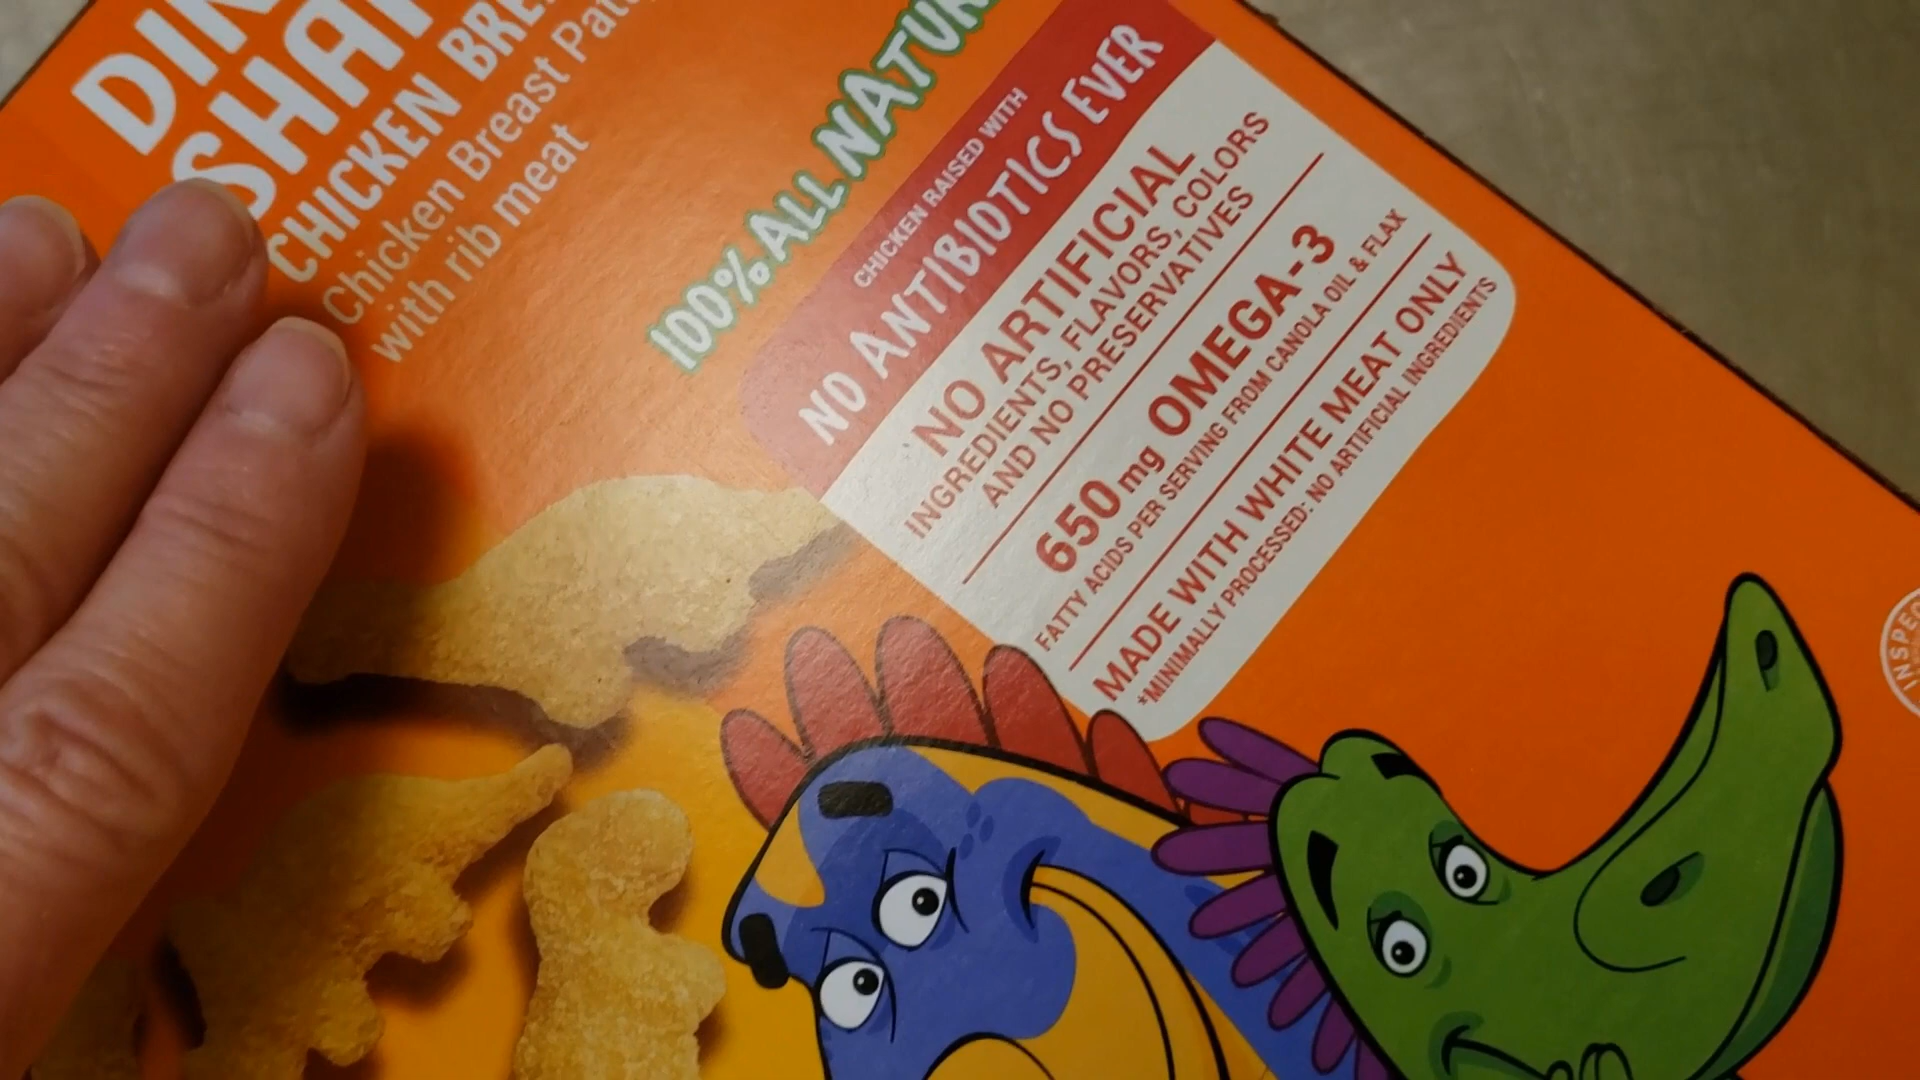 SHA
CHICKEN BRE
Chicken Breast
with rib meat
100% ALL
CHICKEN RAISED WITH
NO ANTIBIOTICS EVER
NO ARTIFICIAL
INGREDIENTS, FLAVORS, COLORS
AND NO PRESERVATIVES
650 mg OMEGA-3
FATTY ACIDS PER SERVING FROM CANOLA OIL & FLAX
MADE WITH WHITE MEAT ONLY
*MINIMALLY PROCESSED: NO ARTIFICIAL INGREDIENTS